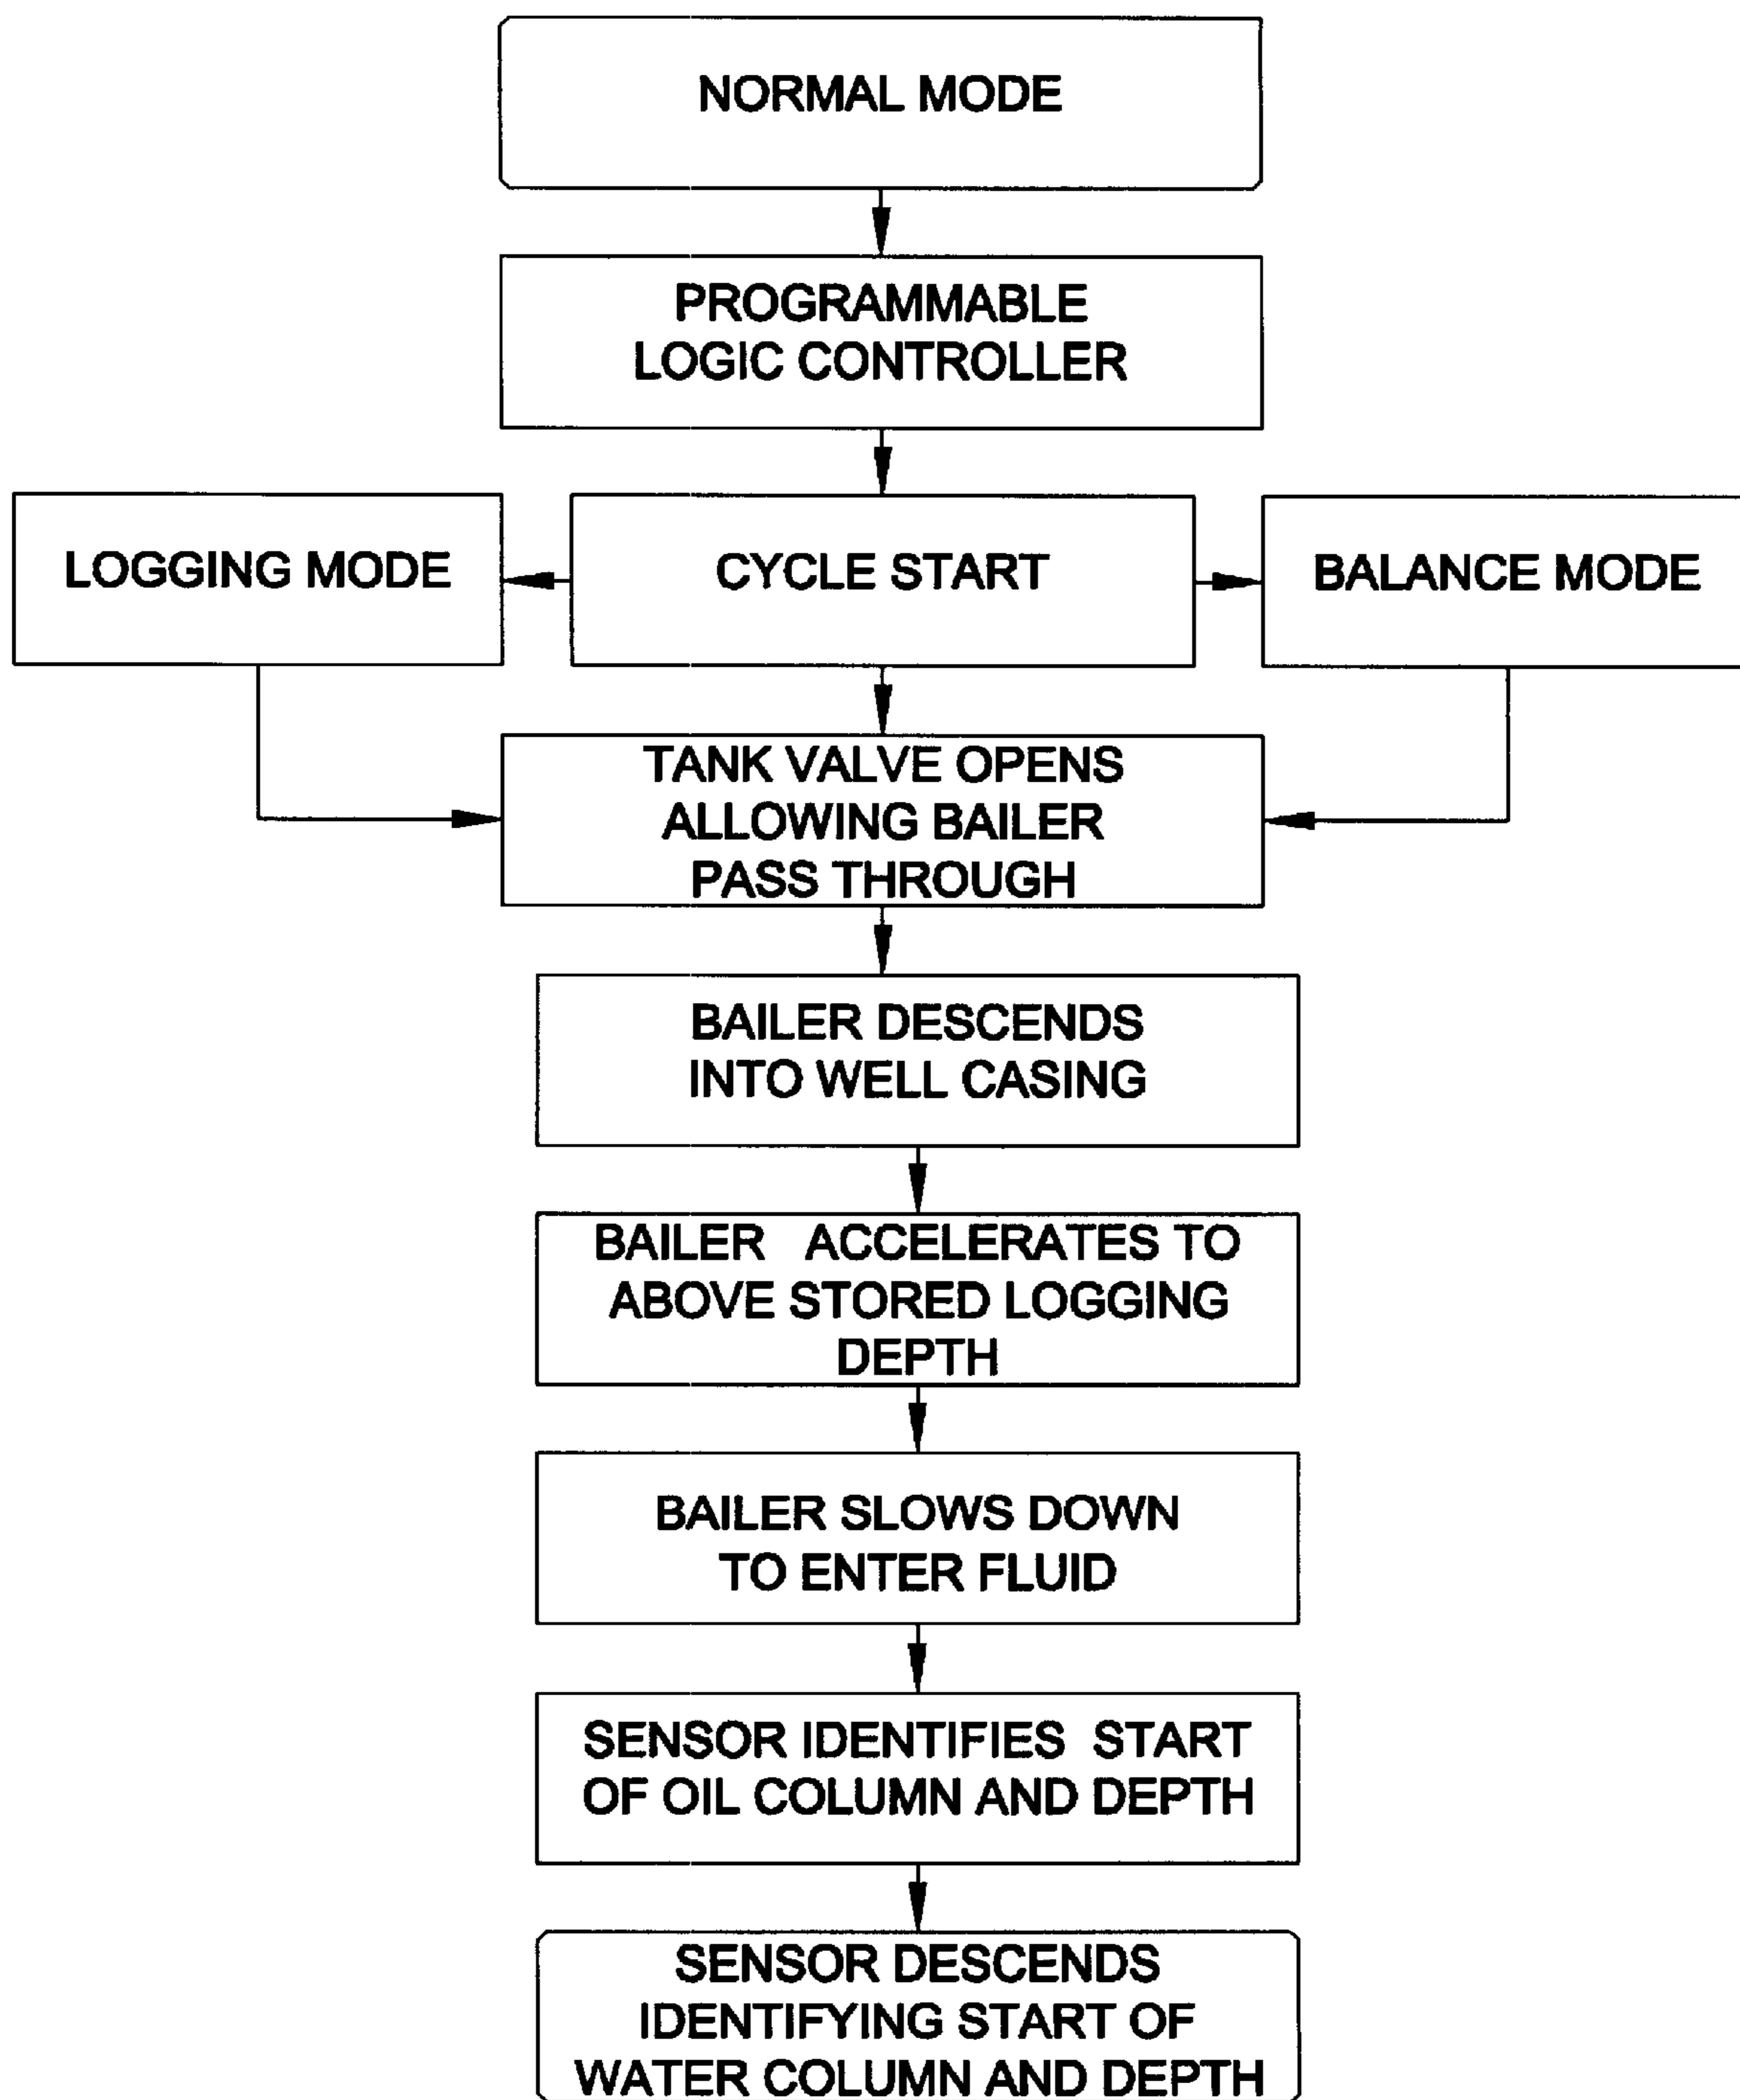 NORMAL MODE
PROGRAMMABLE
LOGIC CONTROLLER
LOGGING MODE
CYCLE START
BALANCE MODE
TANK VALVE OPENS
ALLOWING BAILER
PASS THROUGH
BAILER DESCENDS
INTO WELL CASING
BAILER ACCELERATES TO
ABOVE STORED LOGGING
DEPTH
BAILER SLOWS DOWN
TO ENTER FLUID
SENSOR IDENTIFIES START
OF OIL COLUMN AND DEPTH
SENSOR DESCENDS
IDENTIFYING START OF
WATER COLUMN AND DEPTH